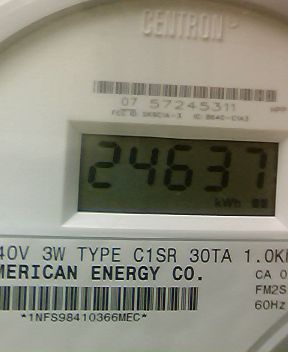 CENTRON
07 57245311
24637
kWh
40V 3W TYPE C1SR 30TA 1.0K
MERICAN ENERGY CO.
CA 0
FM2S
60Hz
*1NFS98410366MEC*